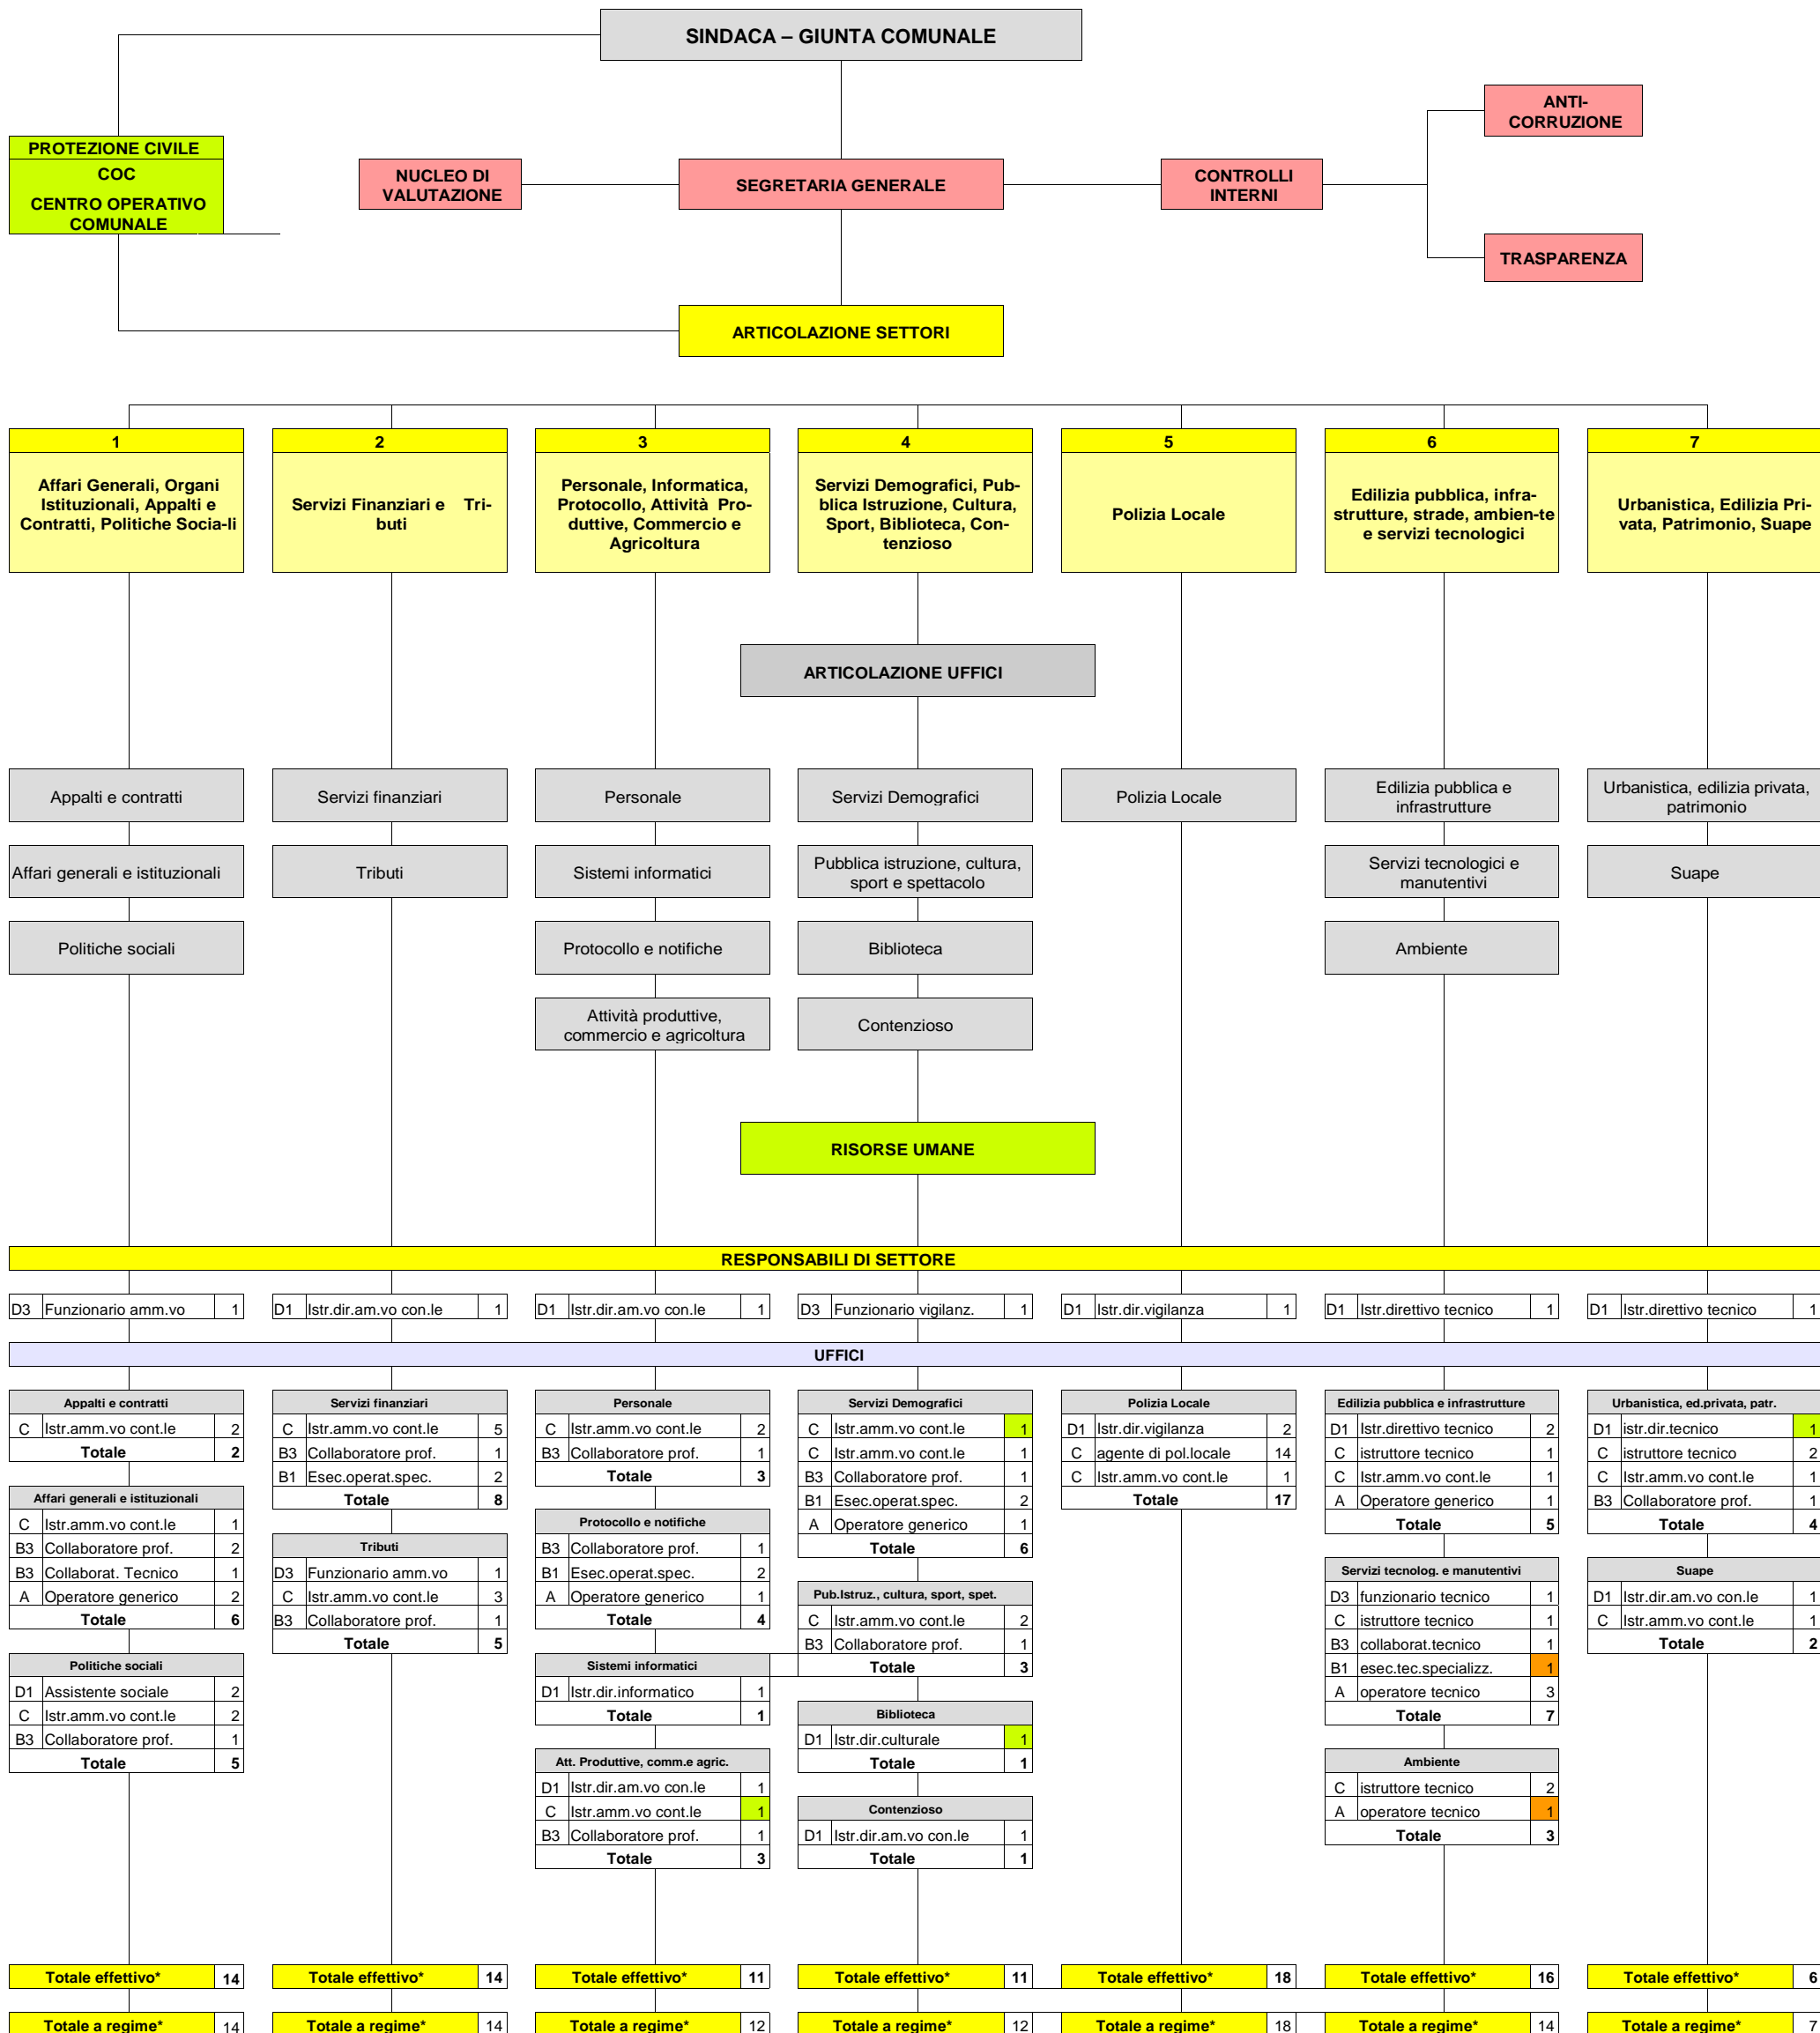 SINDACA – GIUNTA COMUNALE
ANTI-
CORRUZIONE
PROTEZIONE CIVILE
COC
CENTRO OPERATIVO
COMUNALE
NUCLEO DI
VALUTAZIONE
SEGRETARIA GENERALE
CONTROLLI
INTERNI
TRASPARENZA
ARTICOLAZIONE SETTORI
1
Affari Generali, Organi
Istituzionali, Appalti e
Contratti, Politiche Socia-li
2
Servizi Finanziari e Tri-
buti
3
Personale, Informatica,
Protocollo, Attività Pro-
duttive, Commercio e
Agricoltura
4
Servizi Demografici, Pub-
blica Istruzione, Cultura,
Sport, Biblioteca, Con-
tenzioso
5
Polizia Locale
6
Edilizia pubblica, infra-
strutture, strade, ambien-te
e servizi tecnologici
7
Urbanistica, Edilizia Pri-
vata, Patrimonio, Suape
ARTICOLAZIONE UFFICI
Appalti e contratti
Servizi finanziari
Personale
Servizi Demografici
Polizia Locale
Edilizia pubblica e
infrastrutture
Urbanistica, edilizia privata,
patrimonio
Affari generali e istituzionali
Tributi
Sistemi informatici
Pubblica istruzione, cultura,
sport e spettacolo
Servizi tecnologici e
manutentivi
Suape
Politiche sociali
Protocollo e notifiche
Biblioteca
Ambiente
Attività produttive,
commercio e agricoltura
Contenzioso
RISORSE UMANE
RESPONSABILI DI SETTORE
D3 Funzionario amm.vo 1
D1 Istr.dir.am.vo con.le 1
D1 Istr.dir.am.vo con.le 1
D3 Funzionario vigilanz. 1
D1 Istr.dir.vigilanza 1
D1 Istr.direttivo tecnico 1
D1 Istr.direttivo tecnico 1
UFFICI
Appalti e contratti
C Istr.amm.vo cont.le 2
Totale 2
Affari generali e istituzionali
C Istr.amm.vo cont.le 1
B3 Collaboratore prof. 2
B3 Collaborat. Tecnico 1
A Operatore generico 2
Totale 6
Politiche sociali
D1 Assistente sociale 2
C Istr.amm.vo cont.le 2
B3 Collaboratore prof. 1
Totale 5
Servizi finanziari
C Istr.amm.vo cont.le 5
B3 Collaboratore prof. 1
B1 Esec.operat.spec. 2
Totale 8
Tributi
D3 Funzionario amm.vo 1
C Istr.amm.vo cont.le 3
B3 Collaboratore prof. 1
Totale 5
Personale
C Istr.amm.vo cont.le 2
B3 Collaboratore prof. 1
Totale 3
Protocollo e notifiche
B3 Collaboratore prof. 1
B1 Esec.operat.spec. 2
A Operatore generico 1
Totale 4
Sistemi informatici
D1 Istr.dir.informatico 1
Totale 1
Att. Produttive, comm.e agric.
D1 Istr.dir.am.vo con.le 1
C Istr.amm.vo cont.le 1
B3 Collaboratore prof. 1
Totale 3
Servizi Demografici
C Istr.amm.vo cont.le 1
C Istr.amm.vo cont.le 1
B3 Collaboratore prof. 1
B1 Esec.operat.spec. 2
A Operatore generico 1
Totale 6
Pub.Istruz., cultura, sport, spet.
C Istr.amm.vo cont.le 2
B3 Collaboratore prof. 1
Totale 3
Biblioteca
D1 Istr.dir.culturale 1
Totale 1
Contenzioso
D1 Istr.dir.am.vo con.le 1
Totale 1
Polizia Locale
D1 Istr.dir.vigilanza 2
C agente di pol.locale 14
C Istr.amm.vo cont.le 1
Totale 17
Edilizia pubblica e infrastrutture
D1 Istr.direttivo tecnico 2
C istruttore tecnico 1
C Istr.amm.vo cont.le 1
A Operatore generico 1
Totale 5
Servizi tecnolog. e manutentivi
D3 funzionario tecnico 1
C istruttore tecnico 1
B3 collaborat.tecnico 1
B1 esec.tec.specializz. 1
A operatore tecnico 3
Totale 7
Ambiente
C istruttore tecnico 2
A operatore tecnico 1
Totale 3
Urbanistica, ed.privata, patr.
D1 istr.dir.tecnico 1
C istruttore tecnico 2
C Istr.amm.vo cont.le 1
B3 Collaboratore prof. 1
Totale 4
Suape
D1 Istr.dir.am.vo con.le 1
C Istr.amm.vo cont.le 1
Totale 2
Totale effettivo* 14
Totale effettivo* 14
Totale effettivo* 11
Totale effettivo* 11
Totale effettivo* 18
Totale effettivo* 16
Totale effettivo* 6
Totale a regime* 14
Totale a regime* 14
Totale a regime* 12
Totale a regime* 12
Totale a regime* 18
Totale a regime* 14
Totale a regime* 7